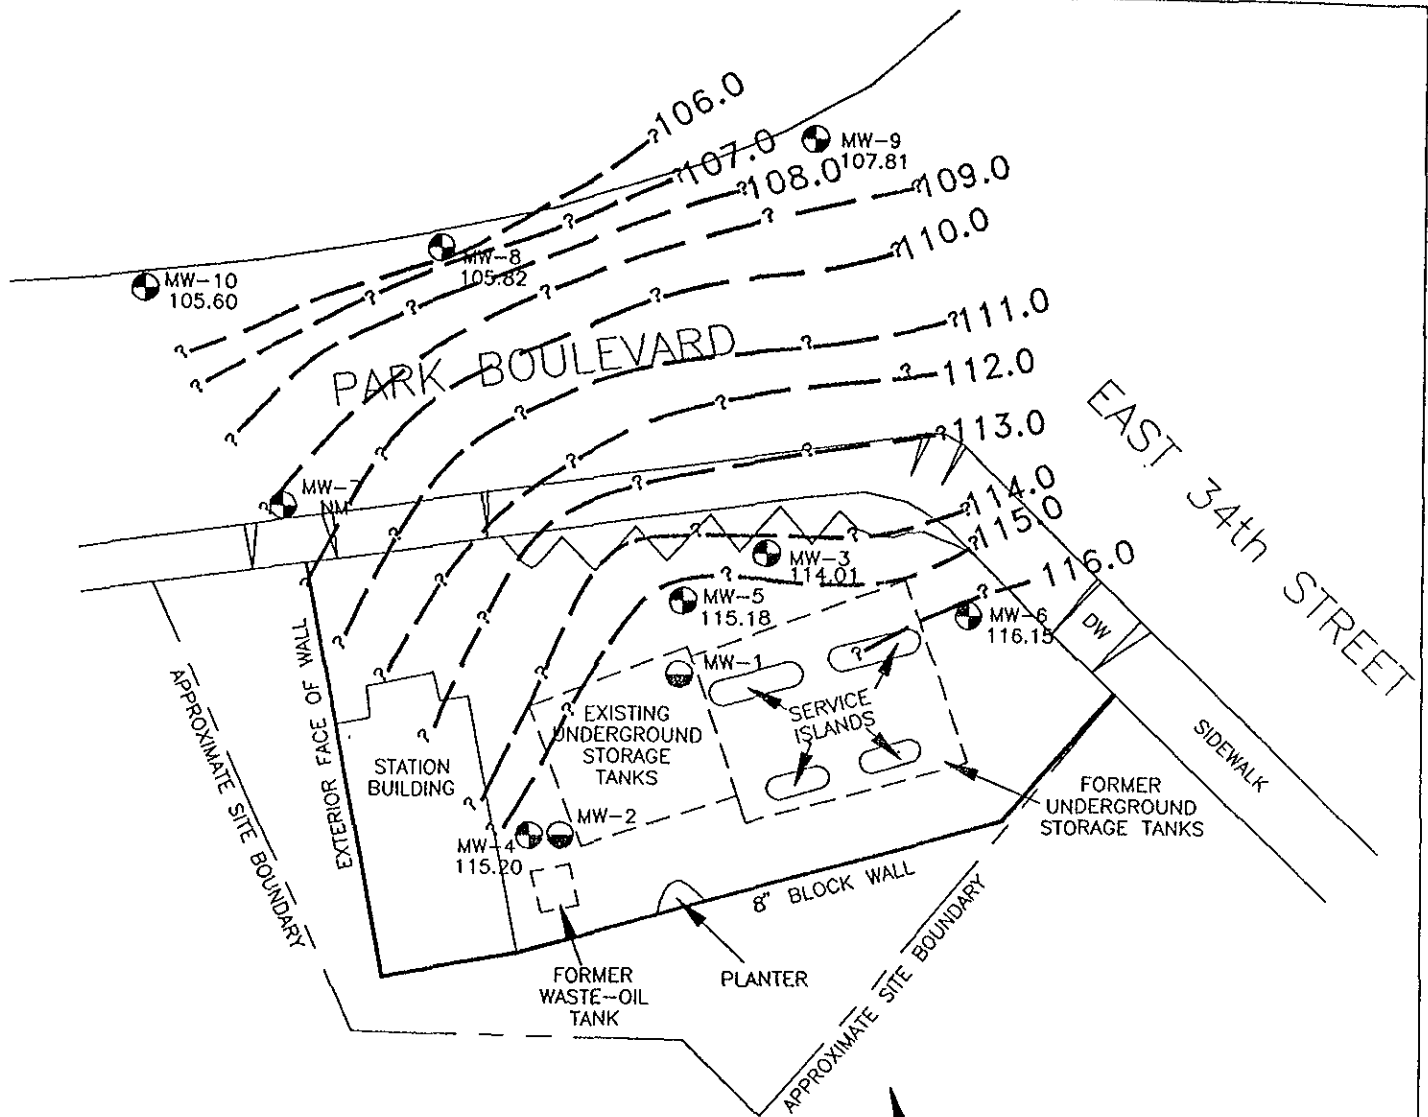 106.0
107.0
MW-9
107.81
108.0
109.0
110.0
MW-8
105.82
MW-10
105.60
111.0
PARK BOULEVARD
112.0
113.0
EAST 34th STREET
MW-7
NM
114.0
115.0
116.0
MW-3
114.01
MW-5
115.18
MW-6
116.15
DW
MW-1
EXTERIOR FACE OF WALL
APPROXIMATE SITE BOUNDARY
EXISTING
UNDERGROUND
STORAGE
TANKS
SERVICE
ISLANDS
SIDEWALK
STATION
BUILDING
FORMER
UNDERGROUND
STORAGE TANKS
MW-2
MW-4
115.20
8" BLOCK WALL
FORMER
WASTE-OIL
TANK
PLANTER
APPROXIMATE SITE BOUNDARY